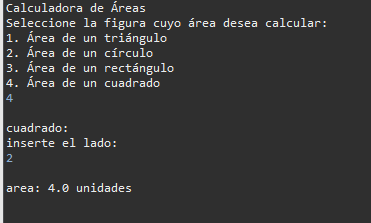 Calculadora de Áreas
Seleccione la figura cuyo área desea calcular:
1. Área de un triángulo
2. Área de un círculo
3. Área de un rectángulo
4. Área de un cuadrado
4
cuadrado:
inserte el lado:
2
area: 4.0 unidades